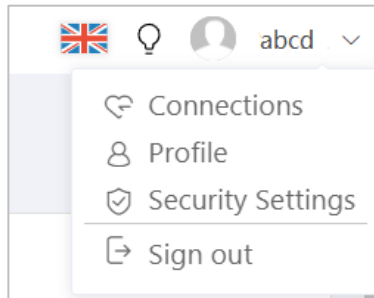 abcd
Connections
Profile
Security Settings
Sign out